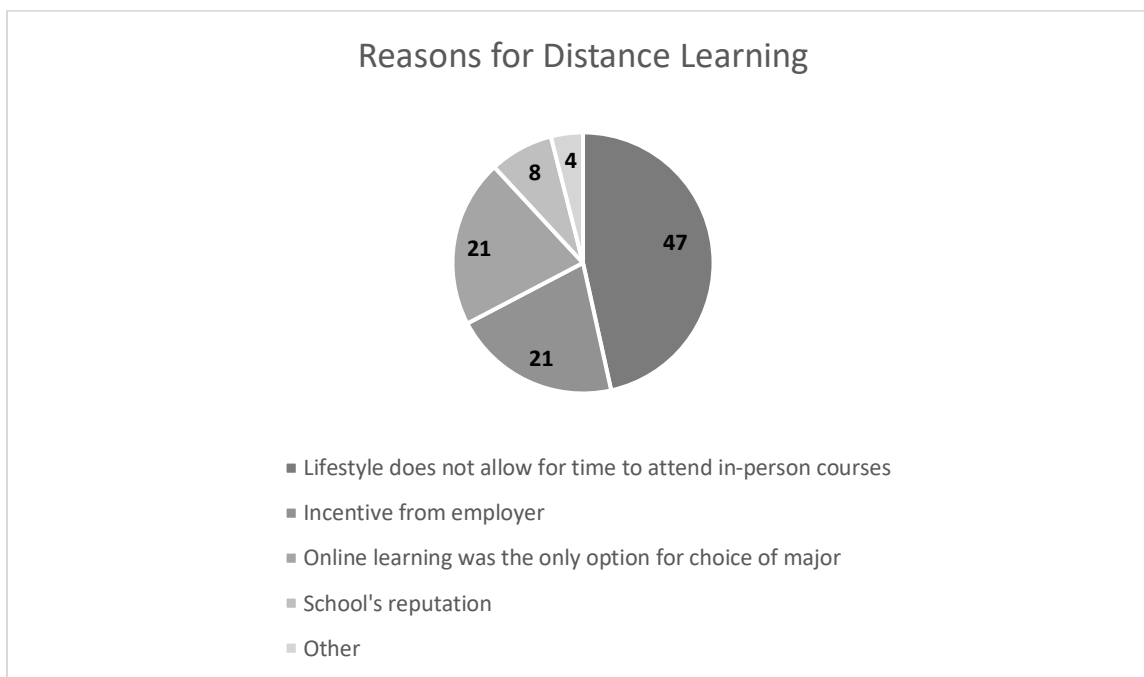 Reasons for Distance Learning
4
8
47
21
21
Lifestyle does not allow for time to attend in-person courses
Incentive from employer
Online learning was the only option for choice of major
School's reputation
Other